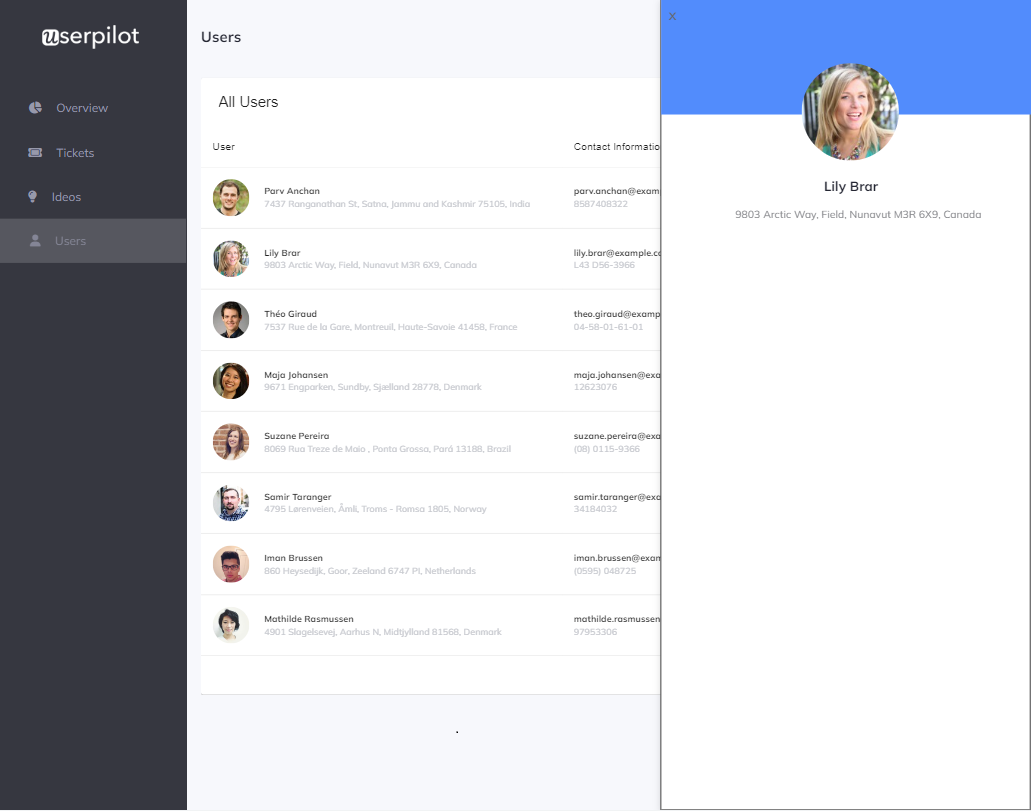 userpilot
Overview
Tickets
Ideos
Users
Users
All Users
User
Contact Informatio
Parv Anchan
7437 Ranganathan St, Satna, Jammu and Kashmir 75105, India
parv.anchan@exam
8587408322
Lily Brar
9803 Arctic Way, Field, Nunavut M3R 6X9, Canada
lily.brar@example.co
L43 D56-3966
Théo Giraud
7537 Rue de la Gare, Montreuil, Haute-Savoie 41458, France
theo.giraud@examp
04-58-01-61-01
Maja Johansen
9671 Engparken, Sundby, Sjælland 28778, Denmark
maja.johansen@exa
12623076
Suzane Pereira
8069 Rua Treze de Maio , Ponta Grossa, Pará 13188, Brazil
suzane.pereira@exa
(08) 0115-9366
Samir Taranger
4795 Lørenveien, Åmli, Troms - Romsa 1805, Norway
samir.taranger@exa
34184032
Iman Brussen
860 Heysedijk, Goor, Zeeland 6747 PI, Netherlands
iman.brussen@exam
(0595) 048725
Mathilde Rasmussen
4901 Slagelsevej, Aarhus N, Midtjylland 81568, Denmark
mathilde.rasmussen
97953306
.
x
Lily Brar
9803 Arctic Way, Field, Nunavut M3R 6X9, Canada